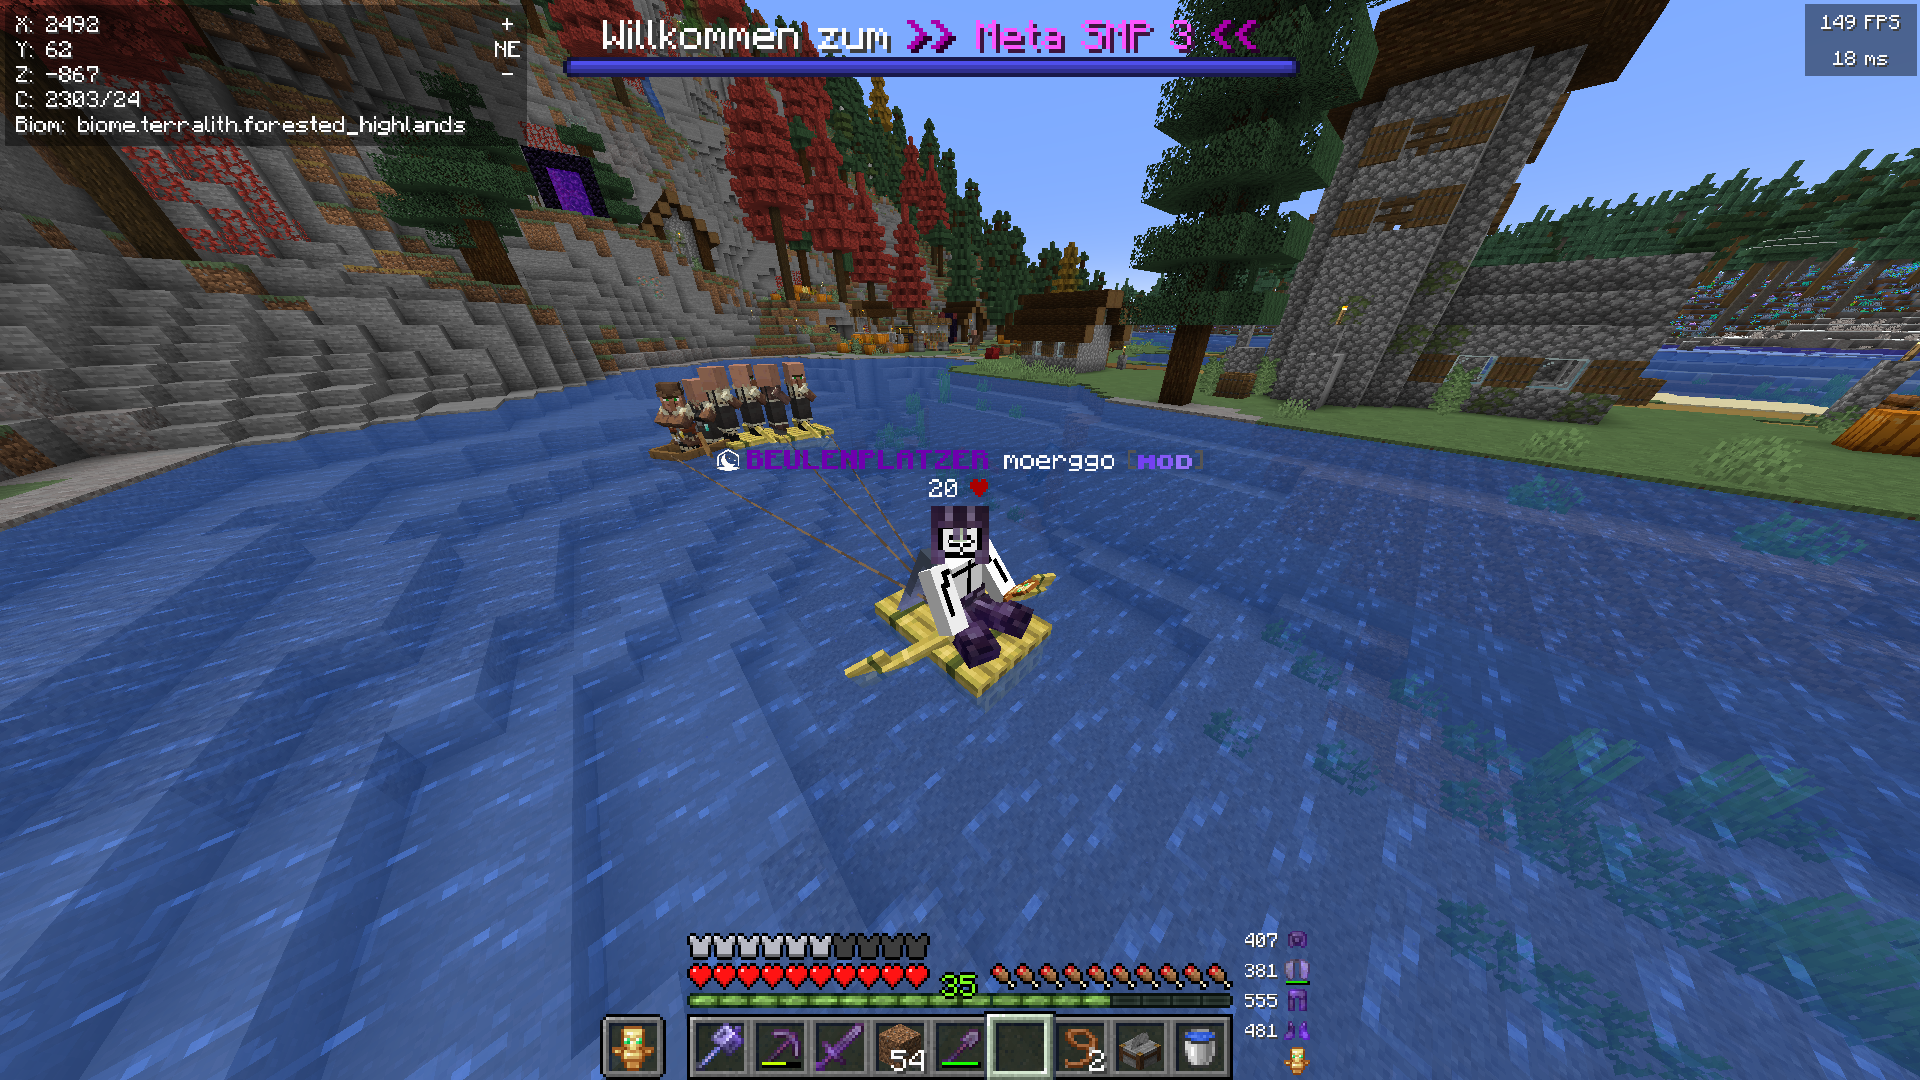 X: 2492
Y: 62
Z: -867
C: 2303/24
Biom: biome.terralith.forested_highlands
+
NE
-
Willkommen zum >> Meta SMP 3 <<
149 FPS
18 ms
BEULENPLATZER moerggo [MOD]
20
407
381
555
481
35
54
2